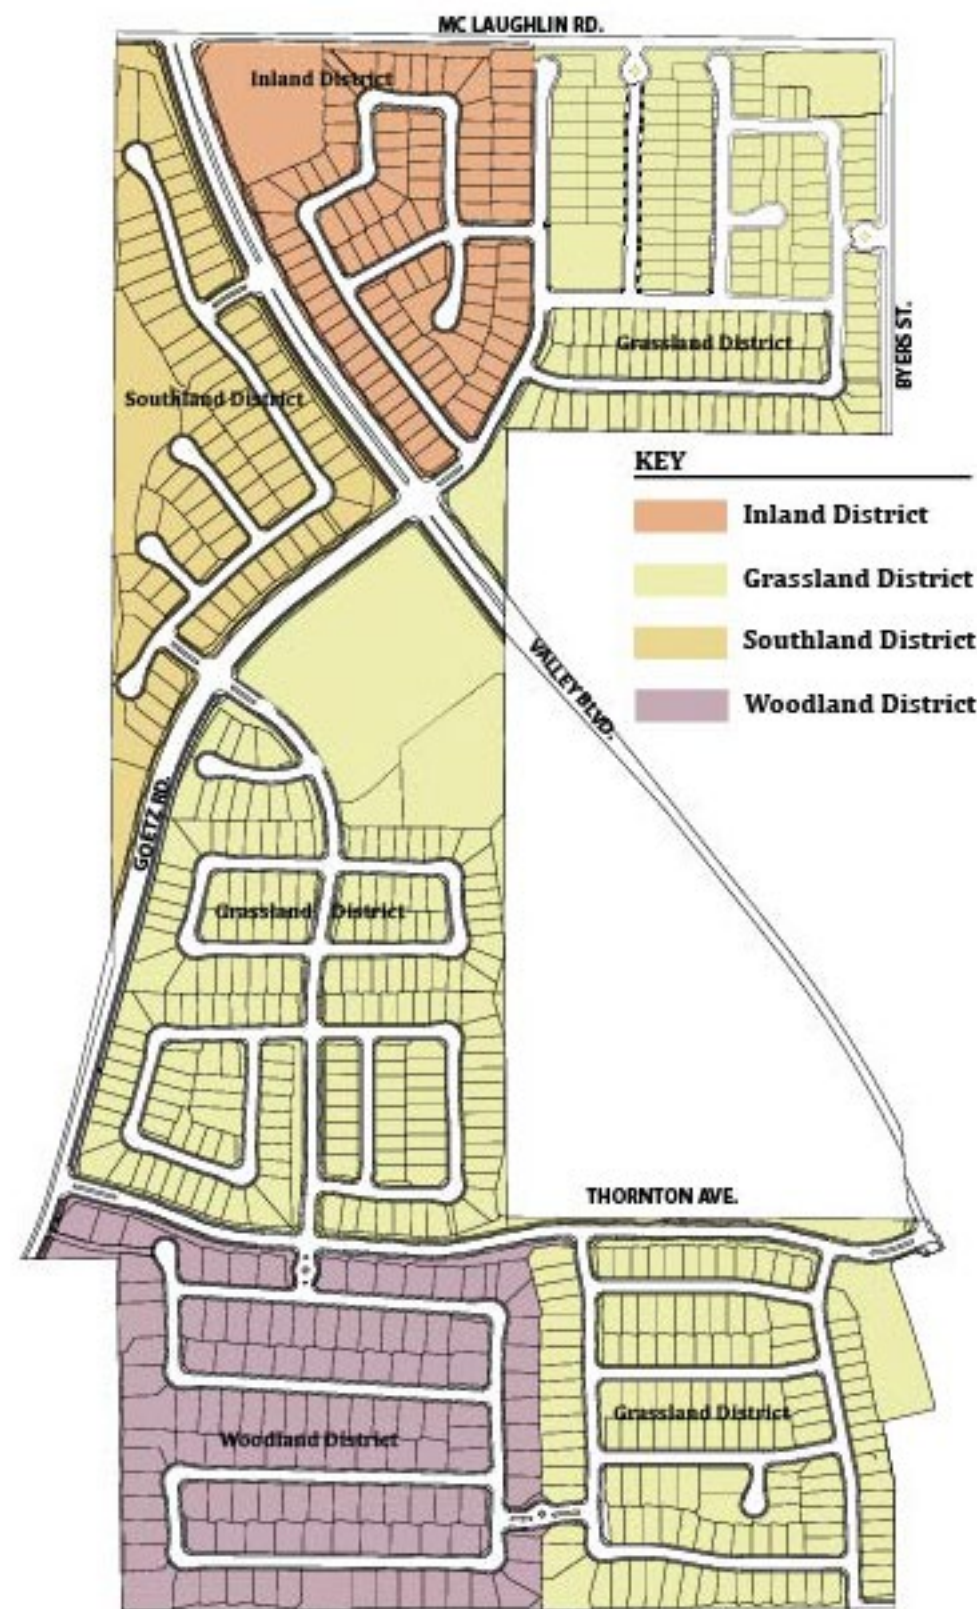 MC LAUGHLIN RD.
Inland District
Grassland District
BYERS ST.
Southland District
KEY
Inland District
Grassland District
Southland District
Woodland District
VALLEY BLVD.
GOETZ RD.
Grassland District
THORNTON AVE.
Grassland District
Woodland District